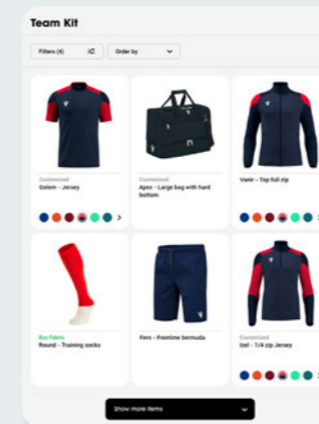 Team Kit
Filters (4)
Order by
Customized
Golem - Jersey
Customized
Apex - Large bag with hard
bottom
Vanir - Top full zip
Eco Fabric
Round - Training socks
Fern - Freetime bermuda
Customized
Izel - 1/4 zip Jersey
Show more items